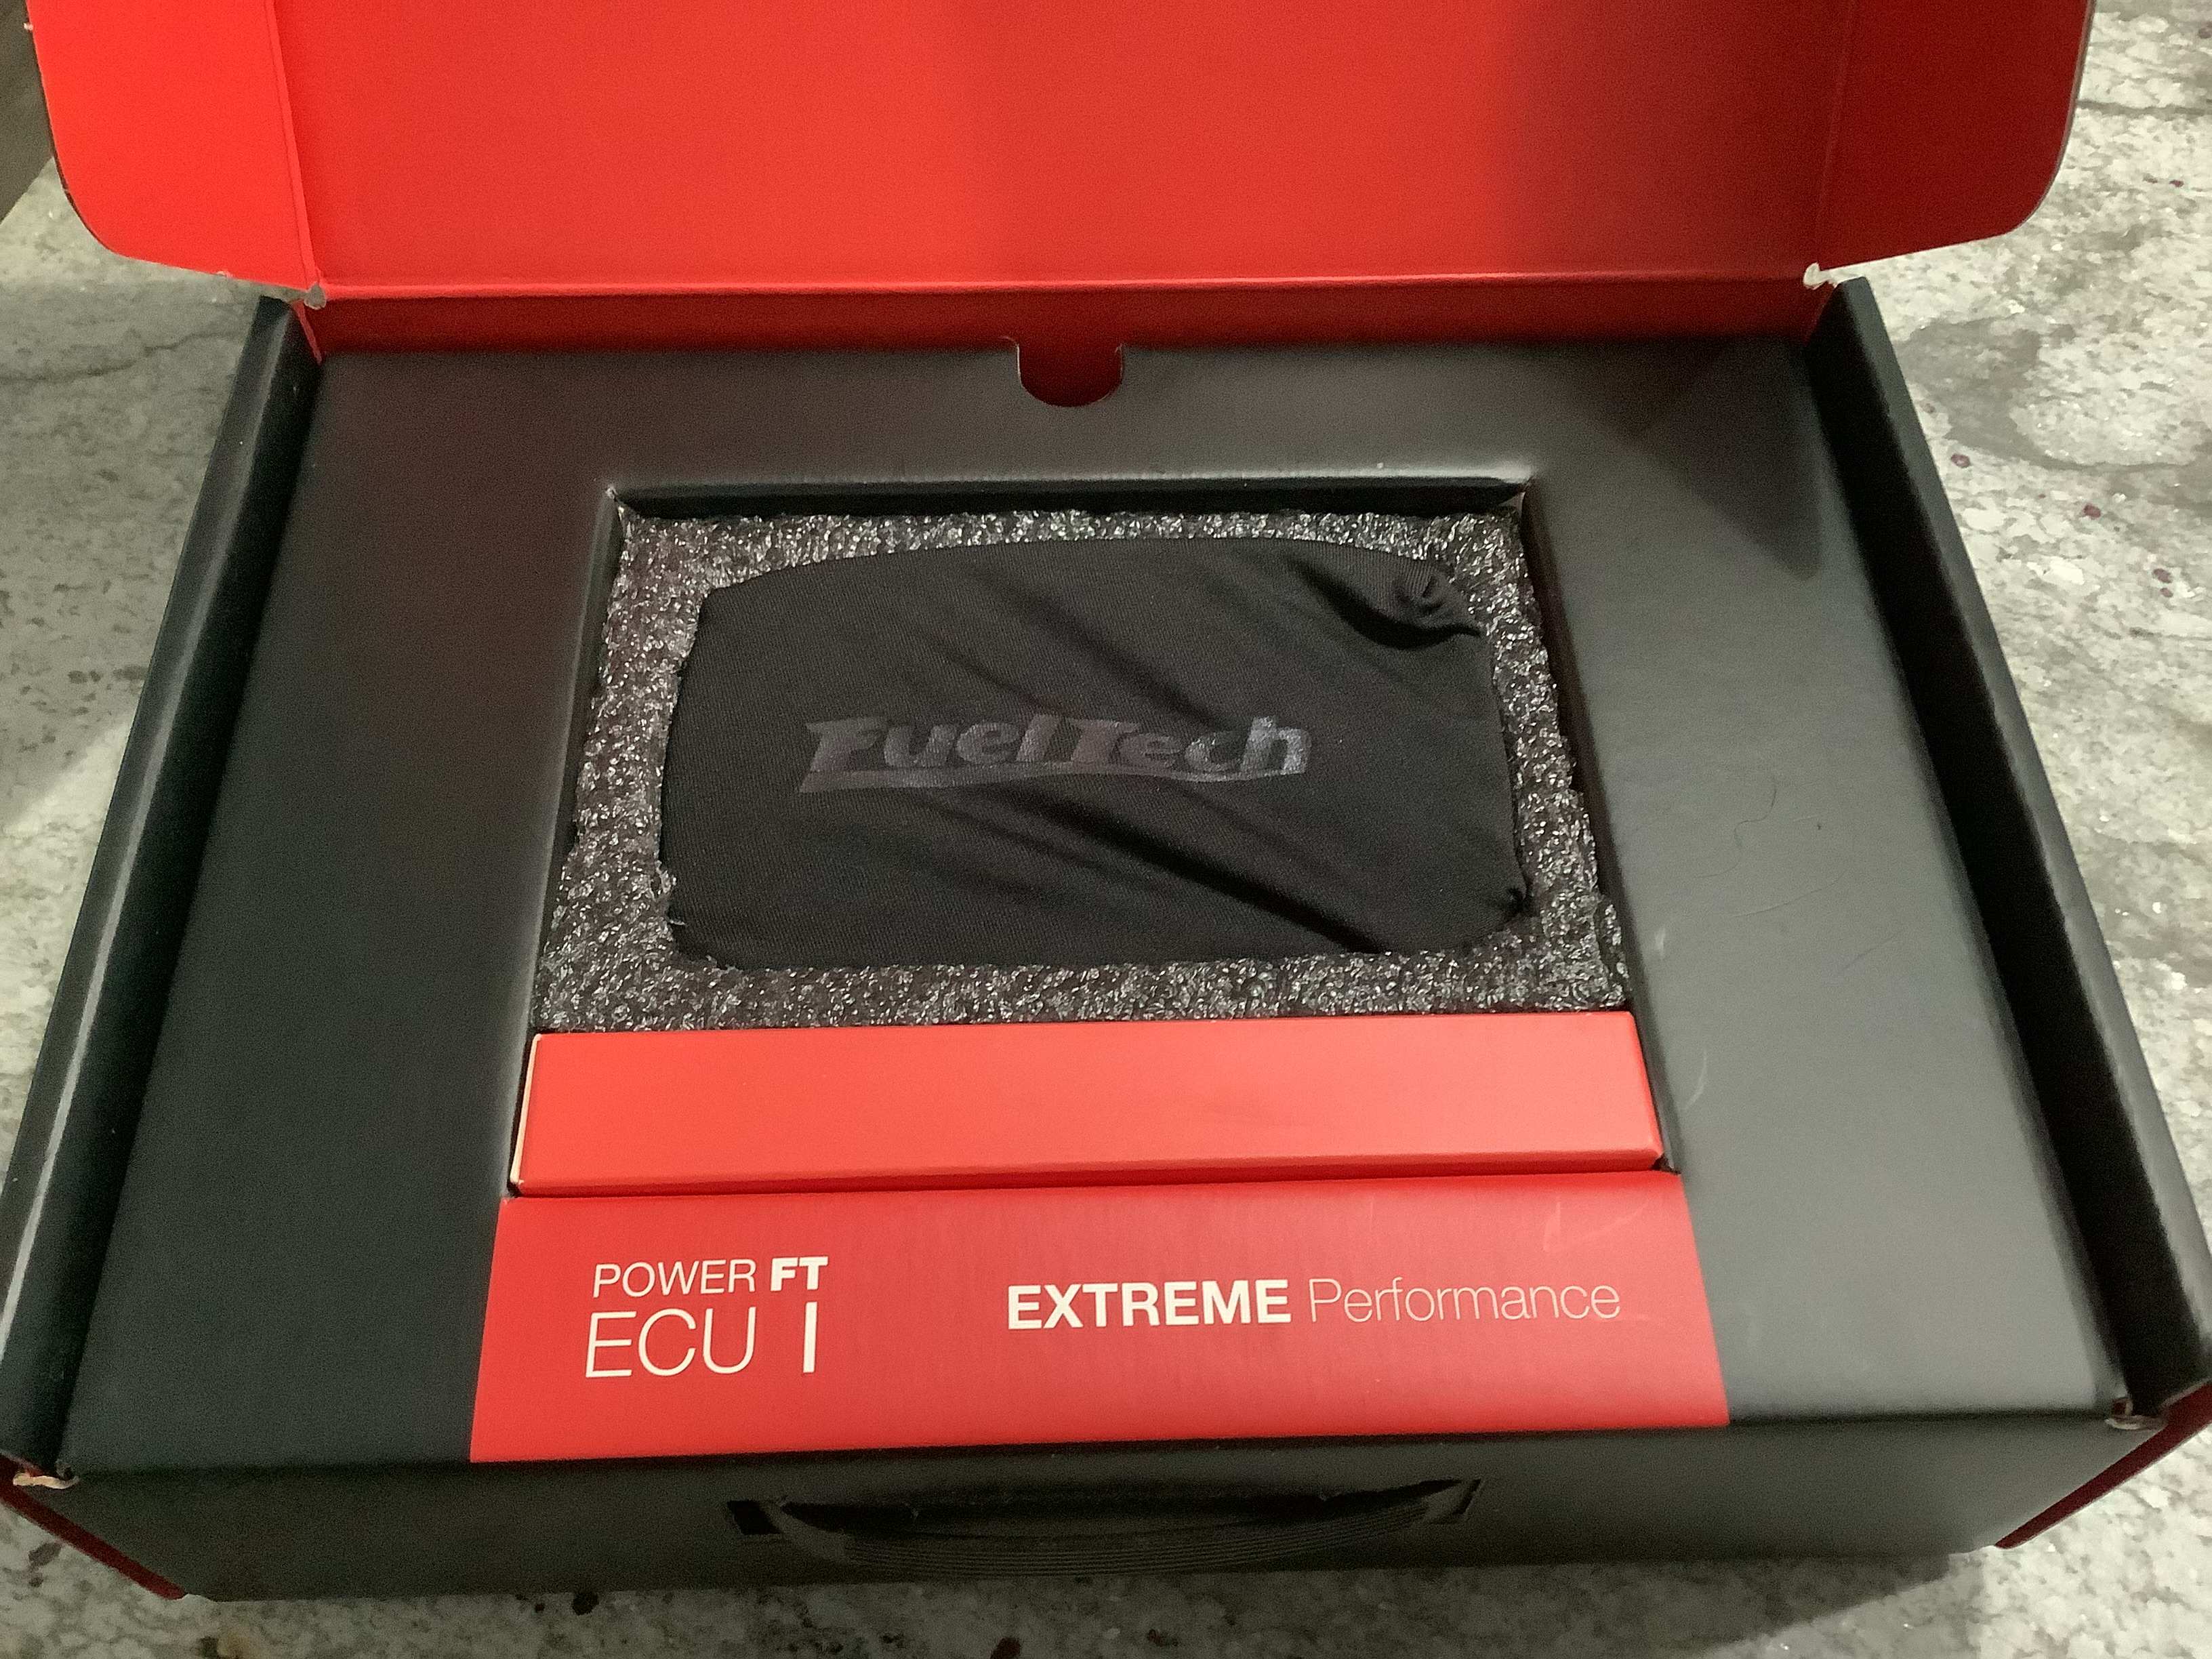 FuelTech
POWER FT
ECU |
EXTREME Performance